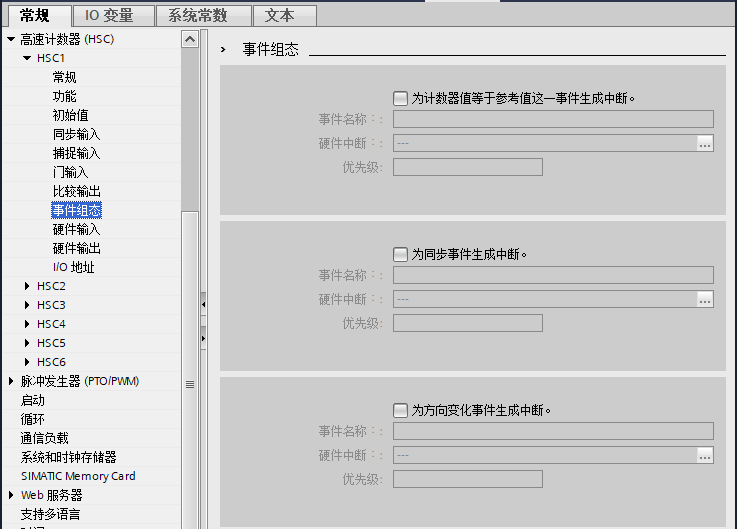 常规 IO 变量 系统常数 文本
高速计数器 (HSC)
HSC1
常规
功能
初始值
同步输入
捕捉输入
门输入
比较输出
事件组态
硬件输入
硬件输出
I/O 地址
HSC2
HSC3
HSC4
HSC5
HSC6
脉冲发生器 (PTO/PWM)
启动
循环
通信负载
系统和时钟存储器
SIMATIC Memory Card
Web 服务器
支持多语言
事件组态
为计数器值等于参考值这一事件生成中断。
事件名称::
硬件中断:: --- ...
优先级:
为同步事件生成中断。
事件名称::
硬件中断:: --- ...
优先级:
为方向变化事件生成中断。
事件名称::
硬件中断:: --- ...
优先级: